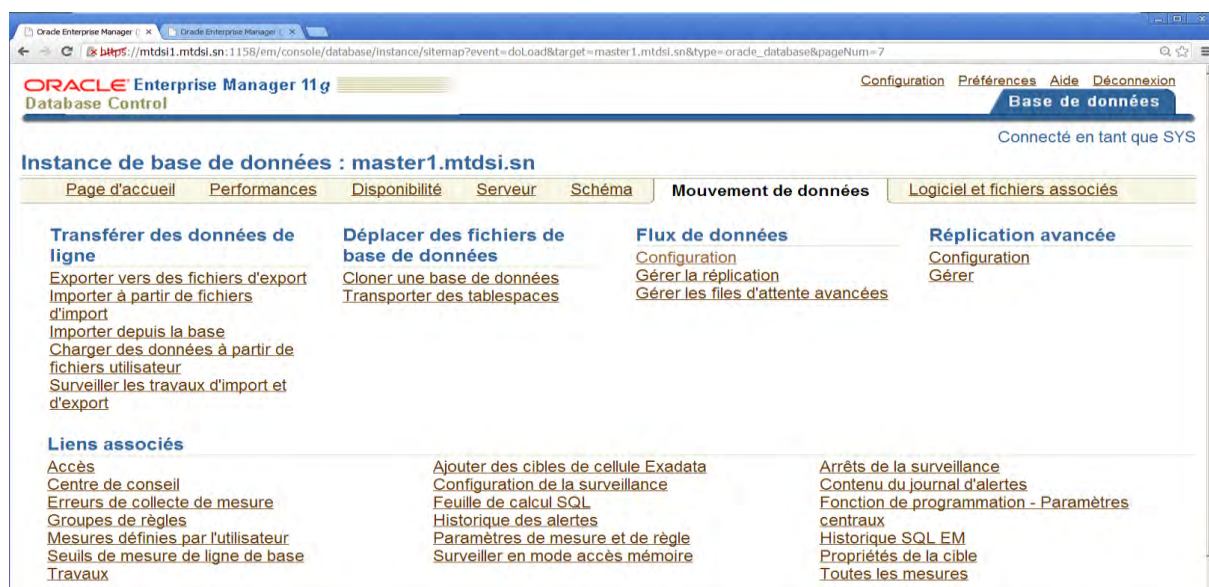 Oracle Enterprise Manager ( Oracle Enterprise Manager (
https://mtdsi1.mtdsi.sn:1158/em/console/database/instance/sitemap?event=doLoad&target=master1.mtdsi.sn&type=oracle_database&pageNum=7
ORACLE Enterprise Manager 11g
Database Control
Configuration Préférences Aide Déconnexion
Base de données
Connecté en tant que SYS
Instance de base de données : master1.mtdsi.sn
Page d'accueil Performances Disponibilité Serveur Schéma Mouvement de données Logiciel et fichiers associés
Transférer des données de
ligne
Exporter vers des fichiers d'export
Importer à partir de fichiers
d'import
Importer depuis la base
Charger des données à partir de
fichiers utilisateur
Surveiller les travaux d'import et
d'export
Déplacer des fichiers de
base de données
Cloner une base de données
Transporter des tablespaces
Flux de données
Configuration
Gérer la réplication
Gérer les files d'attente avancées
Réplication avancée
Configuration
Gérer
Liens associés
Accès
Centre de conseil
Erreurs de collecte de mesure
Groupes de règles
Mesures définies par l'utilisateur
Seuils de mesure de ligne de base
Travaux
Ajouter des cibles de cellule Exadata
Configuration de la surveillance
Feuille de calcul SQL
Historique des alertes
Paramètres de mesure et de règle
Surveiller en mode accès mémoire
Arrêts de la surveillance
Contenu du journal d'alertes
Fonction de programmation - Paramètres
centraux
Historique SQL EM
Propriétés de la cible
Toutes les mesures